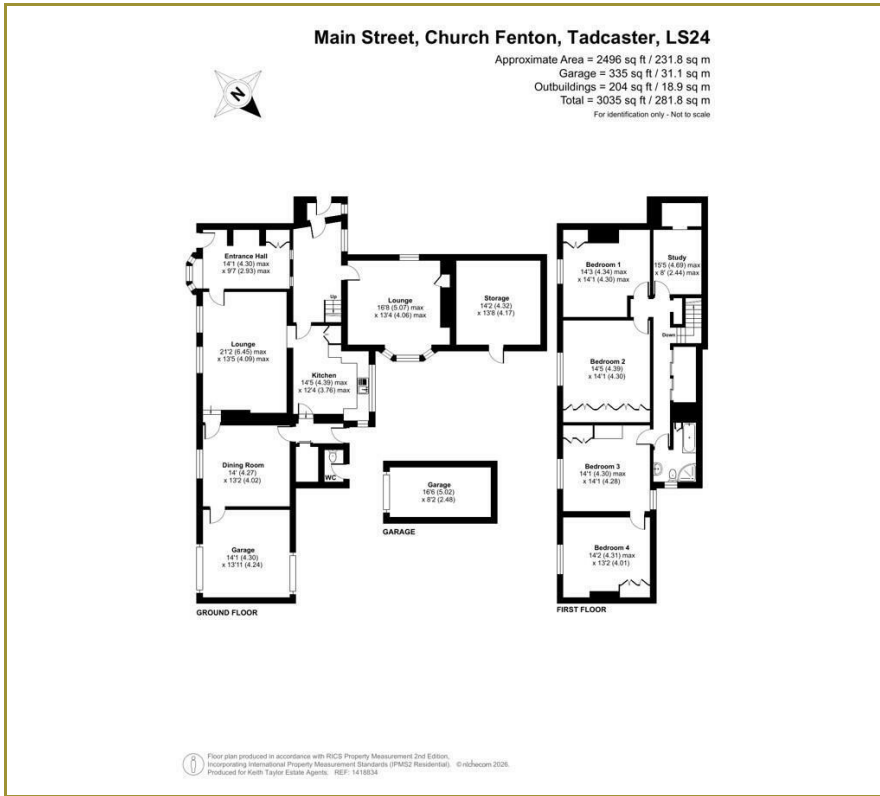 Main Street, Church Fenton, Tadcaster, LS24
Approximate Area = 2496 sq ft / 231.8 sq m
Garage = 335 sq ft / 31.1 sq m
Outbuildings = 204 sq ft / 18.9 sq m
Total = 3035 sq ft / 281.8 sq m
For identification only - Not to scale
N
Entrance Hall
14'1 (4.30) max
x 9'7 (2.93) max
Up
Lounge
16'8 (5.07) max
x 13'4 (4.06) max
Storage
14'2 (4.32)
x 13'8 (4.17)
Lounge
21'2 (6.45) max
x 13'5 (4.09) max
Kitchen
14'5 (4.39) max
x 12'4 (3.76) max
Dining Room
14' (4.27)
x 13'2 (4.02)
WC
Garage
14'1 (4.30)
x 13'11 (4.24)
GROUND FLOOR
Garage
16'6 (5.02)
x 8'2 (2.48)
GARAGE
Bedroom 1
14'3 (4.34) max
x 14'1 (4.30) max
Study
15'5 (4.69) max
x 8' (2.44) max
Down
Bedroom 2
14'5 (4.39)
x 14'1 (4.30)
Bedroom 3
14'1 (4.30) max
x 14'1 (4.28)
Bedroom 4
14'2 (4.31) max
x 13'2 (4.01)
FIRST FLOOR
Floor plan produced in accordance with RICS Property Measurement 2nd Edition,
Incorporating International Property Measurement Standards (IPMS2 Residential). © nichecom 2026.
Produced for Keith Taylor Estate Agents. REF: 1418834